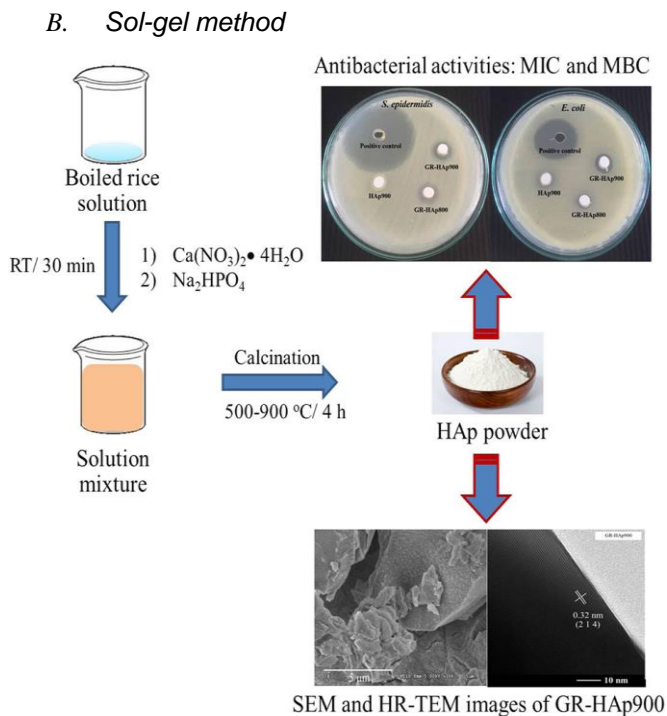 B. Sol-gel method
Antibacterial activities: MIC and MBC
S. epidermidis
Positive control
GR-HAp900
HAp900
GR-HAp800
E. coli
Positive control
GR-HAp900
HAp900
GR-HAp800
Boiled rice
solution
RT/ 30 min
1) Ca(NO₃)₂• 4H₂O
2) Na₂HPO₄
Calcination
500-900 °C/ 4 h
Solution
mixture
HAp powder
GR-HAp900
0.32 nm
(2 1 4)
5 μm
10 nm
SEM and HR-TEM images of GR-HAp900